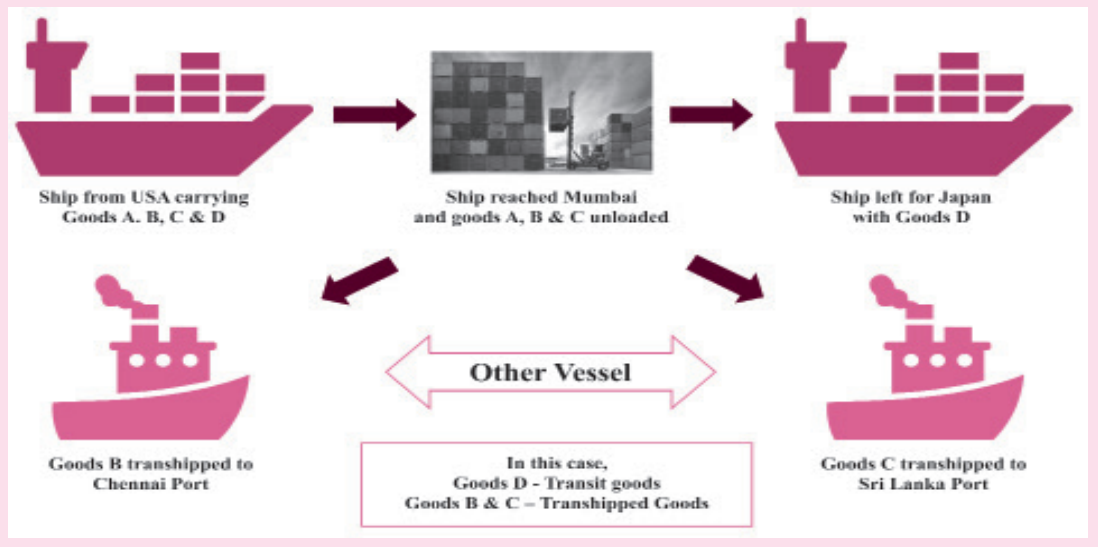 Ship from USA carrying
Goods A. B, C & D
Ship reached Mumbai
and goods A, B & C unloaded
Ship left for Japan
with Goods D
Other Vessel
Goods B transhipped to
Chennai Port
In this case,
Goods D - Transit goods
Goods B & C – Transhipped Goods
Goods C transhipped to
Sri Lanka Port